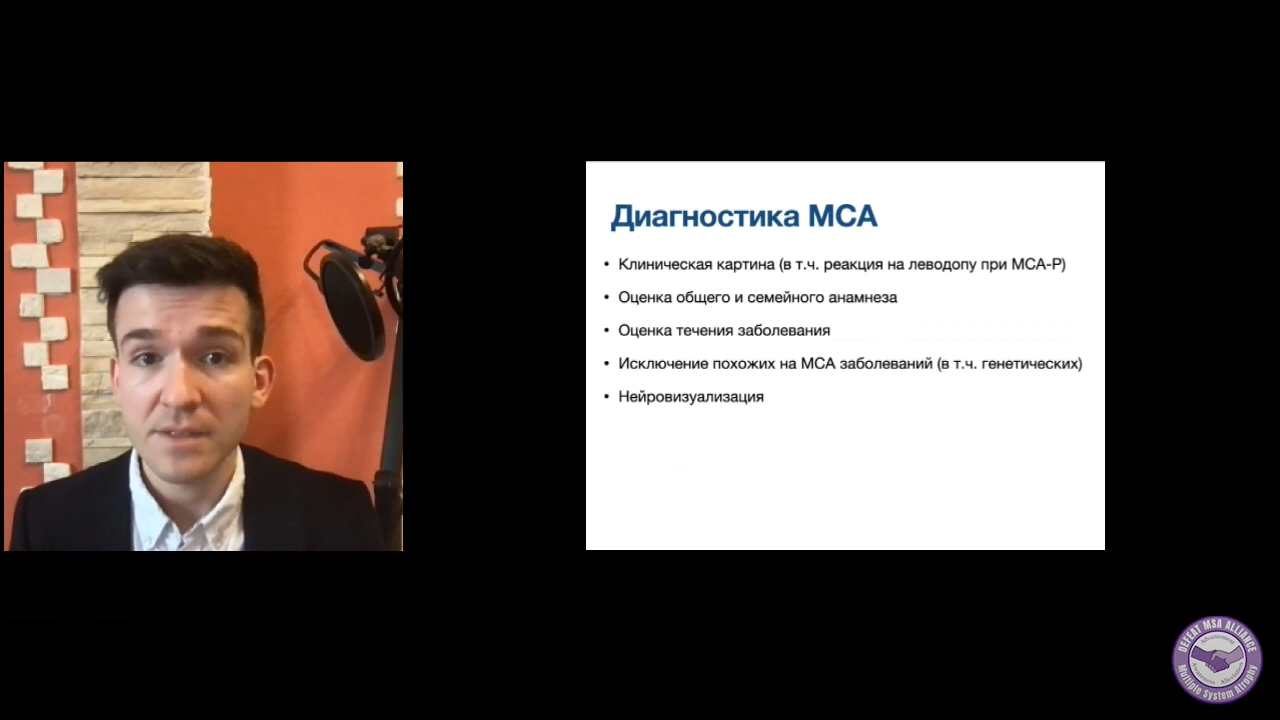 Диагностика МСА
• Клиническая картина (в т.ч. реакция на леводопу при МСА-Р)
• Оценка общего и семейного анамнеза
• Оценка течения заболевания
• Исключение похожих на МСА заболеваний (в т.ч. генетических)
• Нейровизуализация
DEFEAT MSA ALLIANCE
Advancement
Multiple System Atrophy